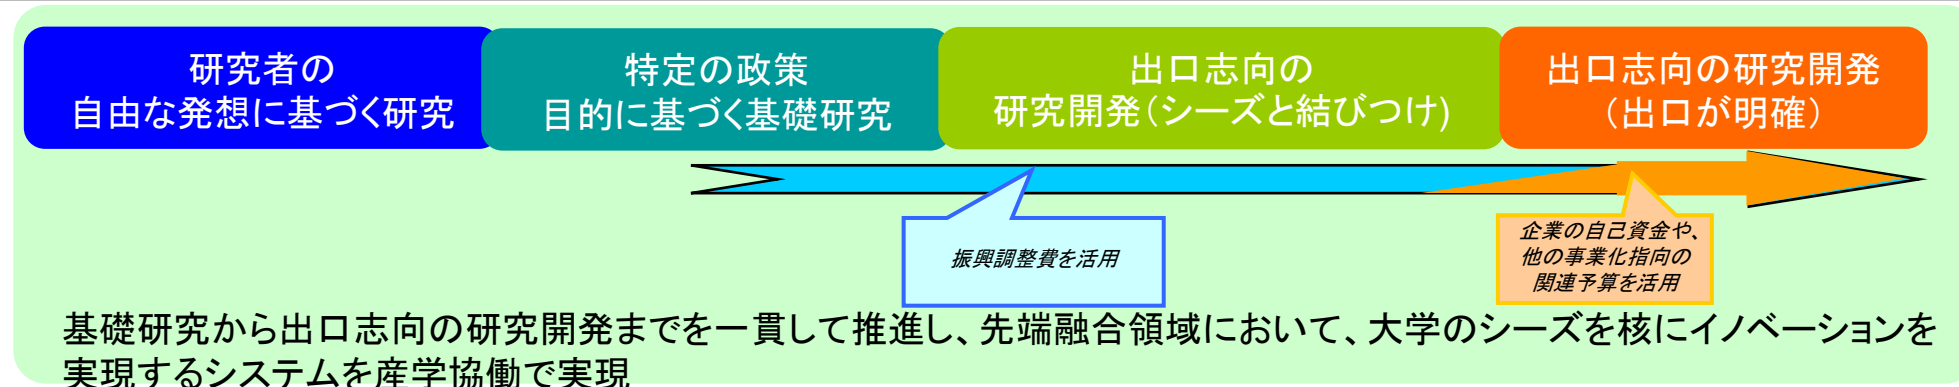 研究者の
自由な発想に基づく研究
特定の政策
目的に基づく基礎研究
出口志向の
研究開発(シーズと結びつけ)
出口志向の研究開発
(出口が明確)
振興調整費を活用
企業の自己資金や、
他の事業化指向の
関連予算を活用
基礎研究から出口志向の研究開発までを一貫して推進し、先端融合領域において、大学のシーズを核にイノベーションを
実現するシステムを産学協働で実現